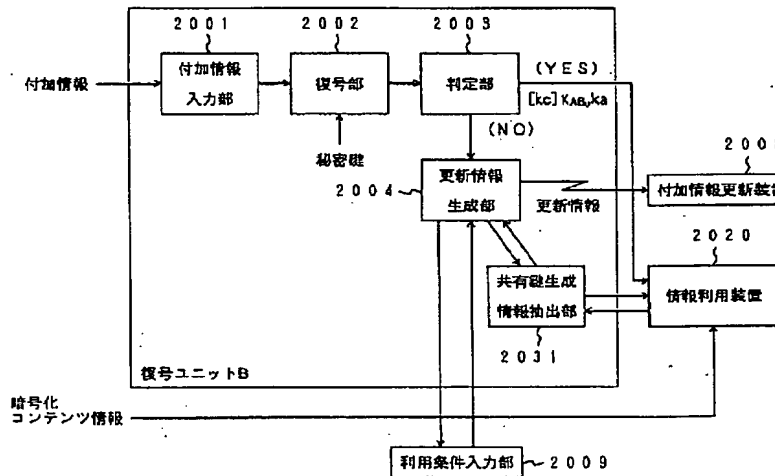 2001
2002
2003
付加情報
付加情報
入力部
復号部
判定部
(YES)
[kc]KAB,ka
(NO)
秘密鍵
2004
更新情報
生成部
更新情報
200
付加情報更新装置
2020
共有鍵生成
情報抽出部
情報利用装置
2031
復号ユニットB
暗号化
コンテンツ情報
利用条件入力部
2009